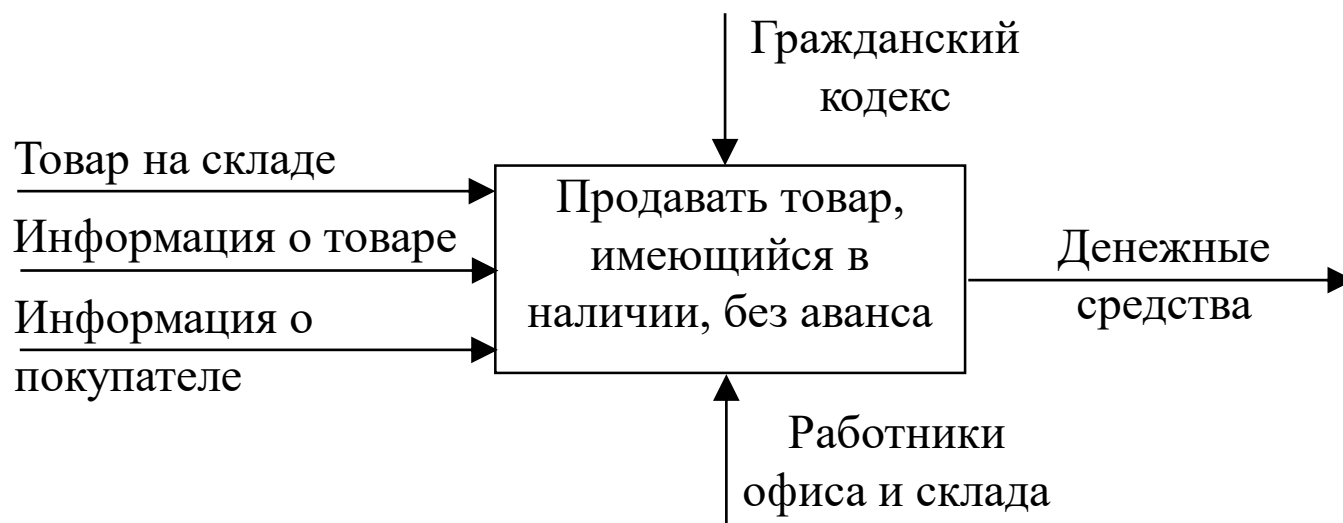 Гражданский
кодекс
Товар на складе
Информация о товаре
Информация о
покупателе
Продавать товар,
имеющийся в
наличии, без аванса
Денежные
средства
Работники
офиса и склада